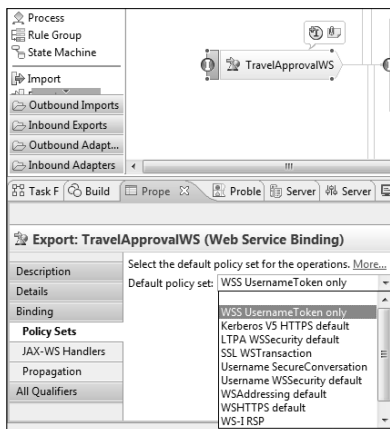 Process
Rule Group
State Machine
Import
Outbound Imports
Inbound Exports
Outbound Adapt...
Inbound Adapters
TravelApprovalWS
Task F
Build
Prope
Proble
Server
Server
Export: TravelApprovalWS (Web Service Binding)
Description
Details
Binding
Policy Sets
JAX-WS Handlers
Propagation
All Qualifiers
Select the default policy set for the operations. More...
Default policy set: WSS UsernameToken only
WSS UsernameToken only
Kerberos V5 HTTPS default
LTPA WSSecurity default
SSL WSTransaction
Username SecureConversation
Username WSSecurity default
WSAddressing default
WSHTTPS default
WS-I RSP